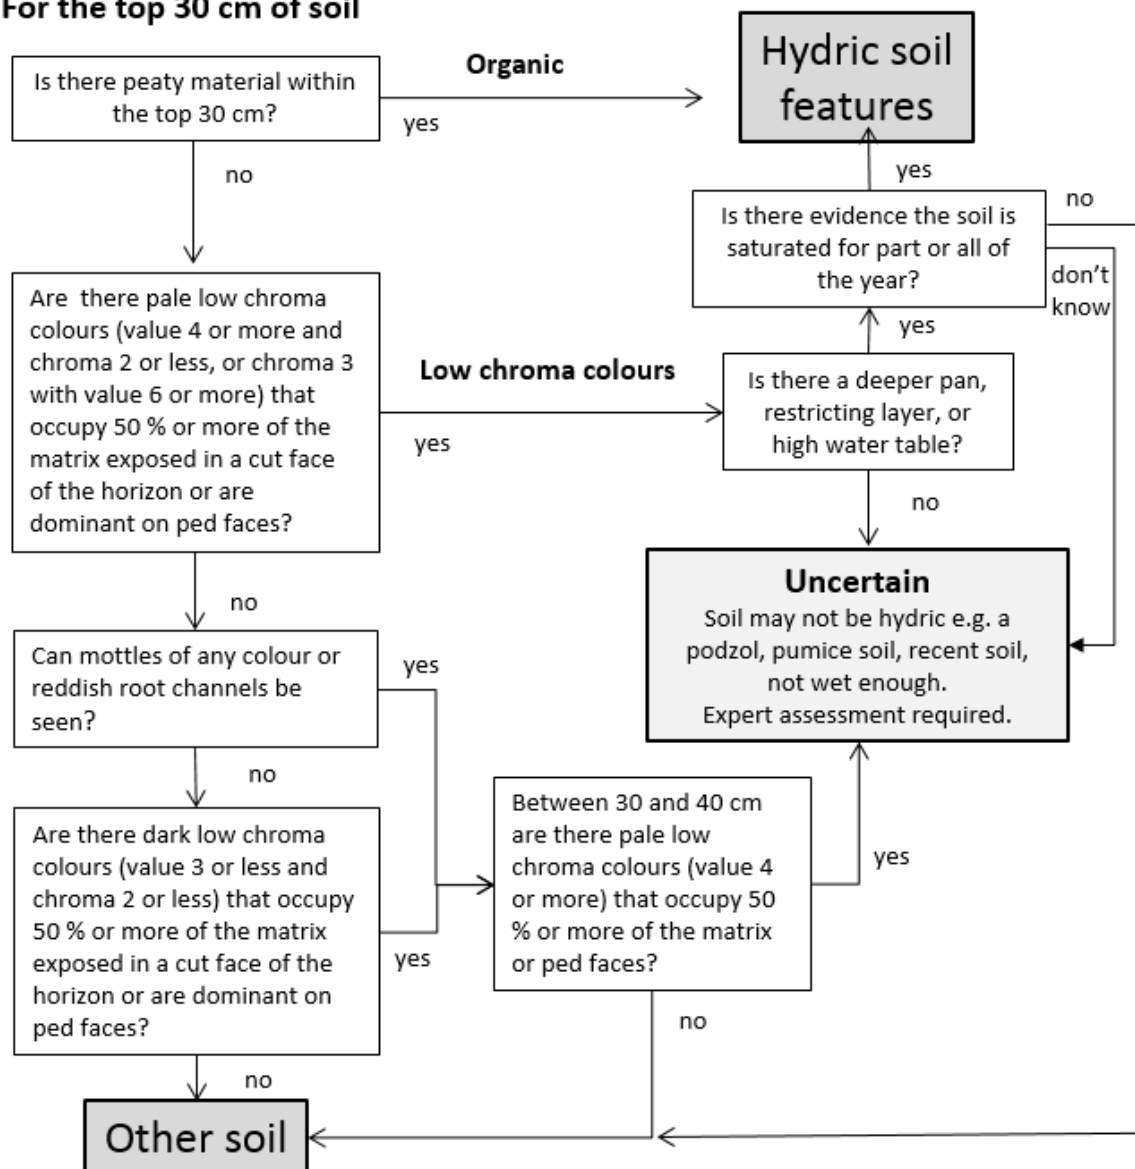 For the top 30 cm of soil
Is there peaty material within
the top 30 cm?
Organic
yes
Hydric soil
features
no
yes
Is there evidence the soil is
saturated for part or all of
the year?
no
don't
know
yes
Are there pale low chroma
colours (value 4 or more and
chroma 2 or less, or chroma 3
with value 6 or more) that
occupy 50 % or more of the
matrix exposed in a cut face
of the horizon or are
dominant on ped faces?
Low chroma colours
yes
Is there a deeper pan,
restricting layer, or
high water table?
no
no
Uncertain
Soil may not be hydric e.g. a
podzol, pumice soil, recent soil,
not wet enough.
Expert assessment required.
Can mottles of any colour or
reddish root channels be
seen?
yes
no
Are there dark low chroma
colours (value 3 or less and
chroma 2 or less) that occupy
50 % or more of the matrix
exposed in a cut face of the
horizon or are dominant on
ped faces?
yes
Between 30 and 40 cm
are there pale low
chroma colours (value 4
or more) that occupy 50
% or more of the matrix
or ped faces?
yes
no
no
Other soil